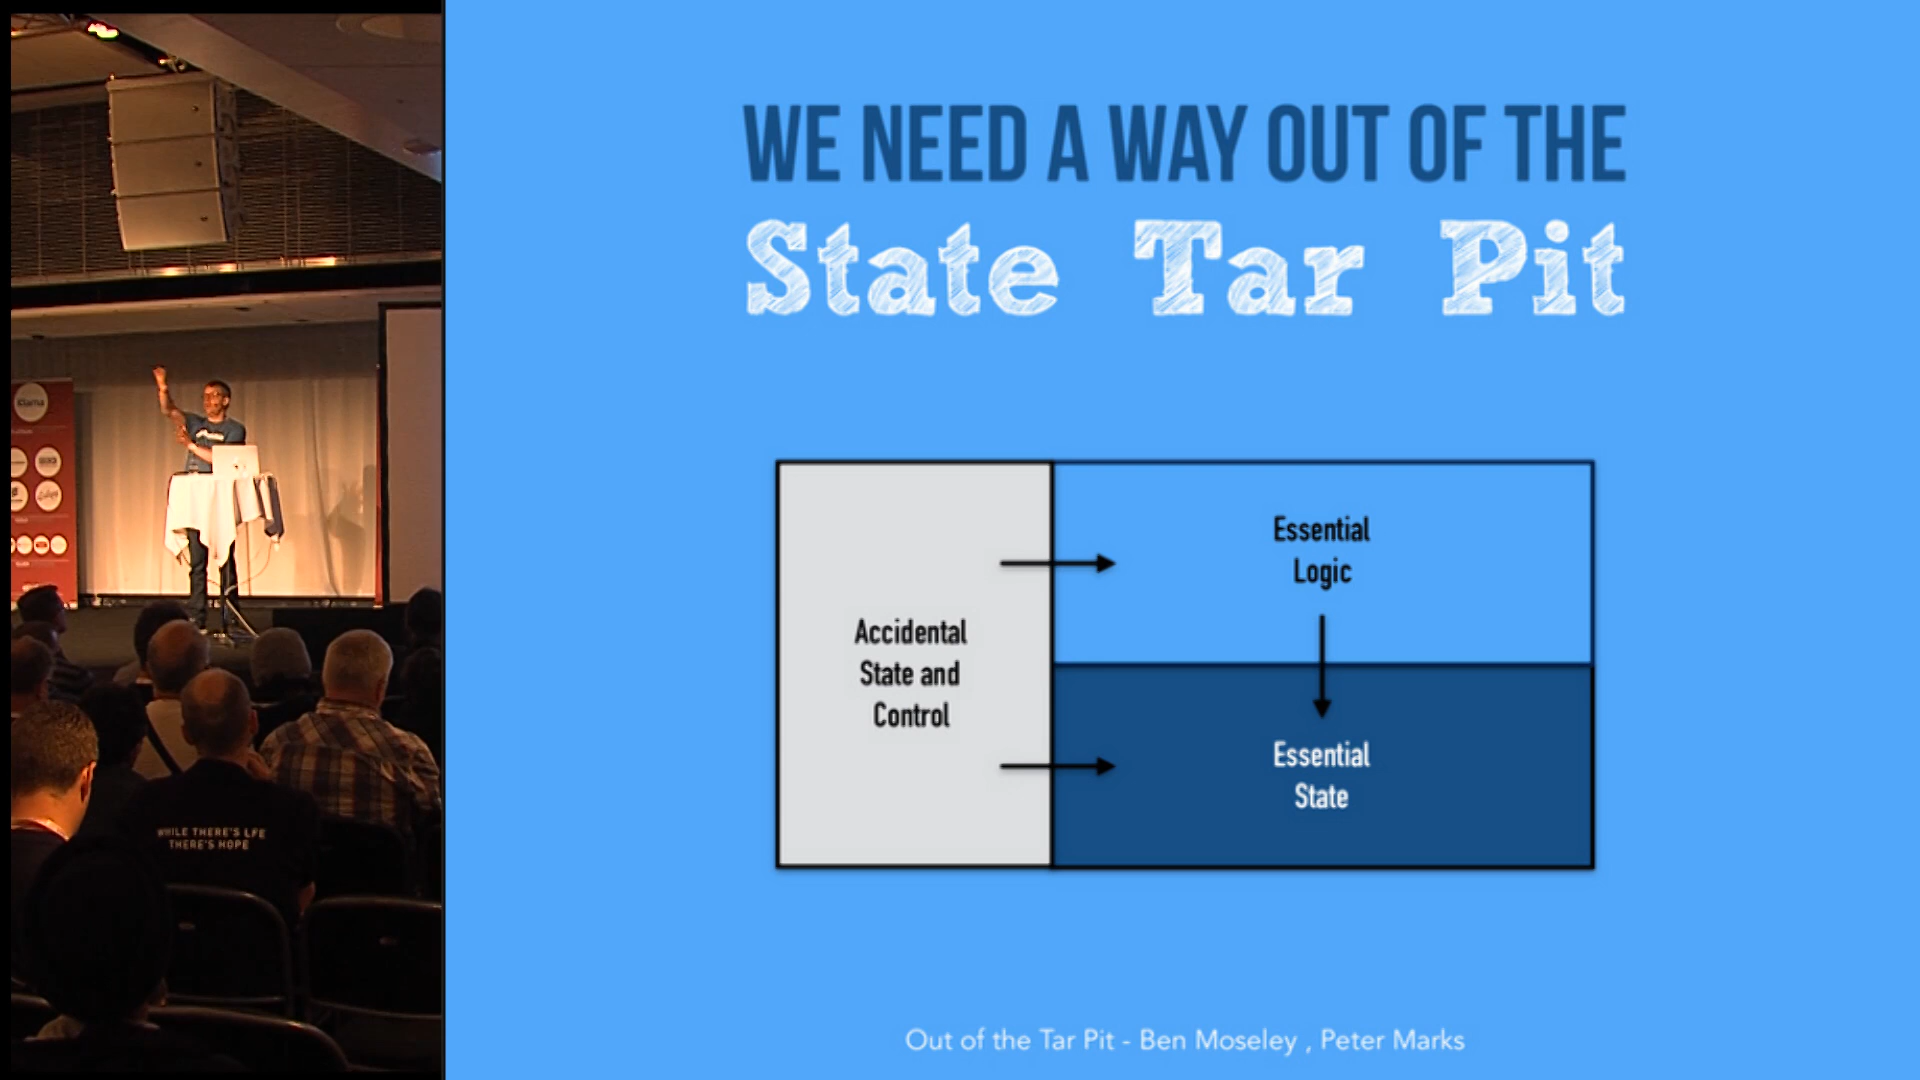 WE NEED A WAY OUT OF THE
State Tar Pit
Essential
Logic
Accidental
State and
Control
Essential
State
Out of the Tar Pit - Ben Moseley , Peter Marks
WHILE THERE'S LFE
THERE'S HOPE